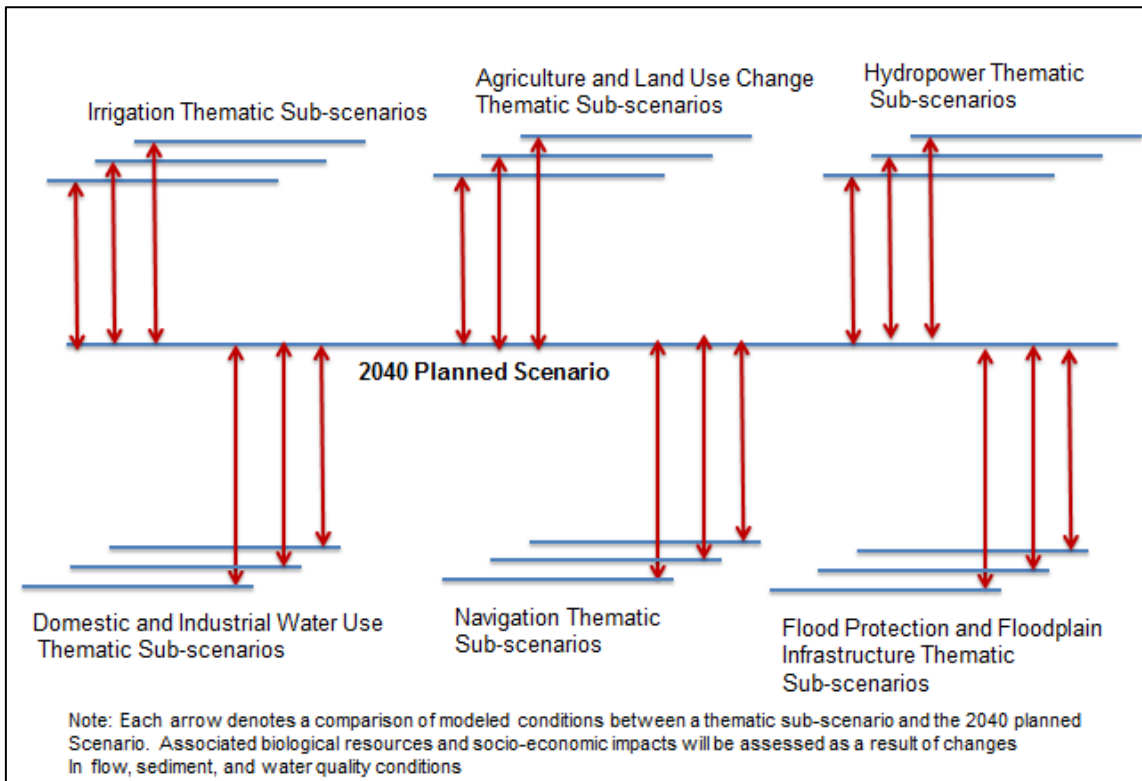 Irrigation Thematic Sub-scenarios
Agriculture and Land Use Change
Thematic Sub-scenarios
Hydropower Thematic
Sub-scenarios
2040 Planned Scenario
Domestic and Industrial Water Use
Thematic Sub-scenarios
Navigation Thematic
Sub-scenarios
Flood Protection and Floodplain
Infrastructure Thematic
Sub-scenarios
Note: Each arrow denotes a comparison of modeled conditions between a thematic sub-scenario and the 2040 planned
Scenario. Associated biological resources and socio-economic impacts will be assessed as a result of changes
In flow, sediment, and water quality conditions